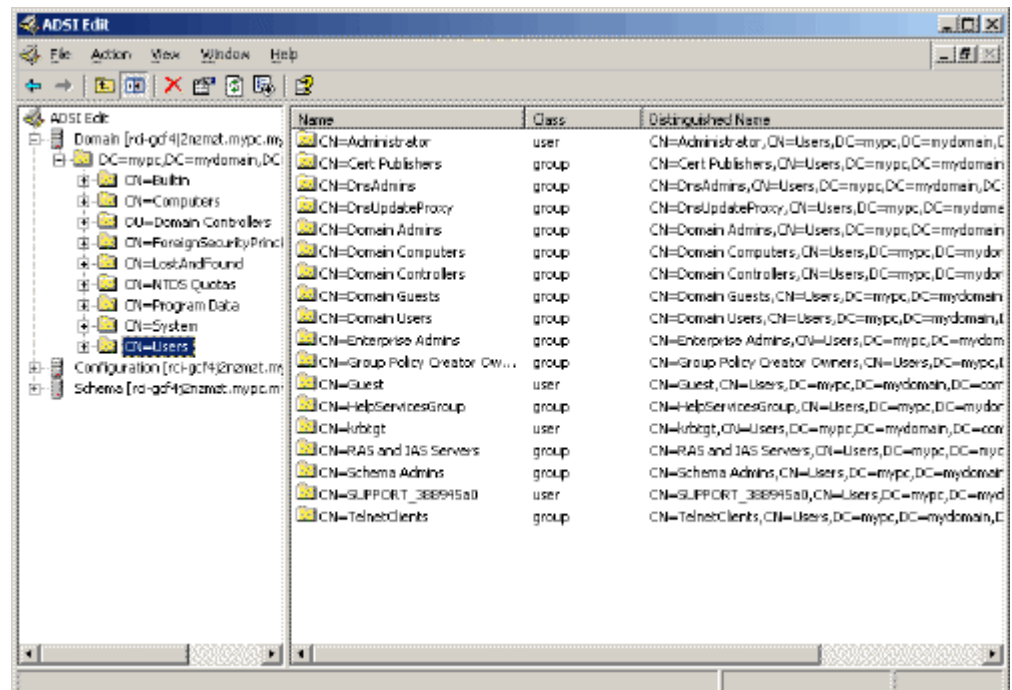 ADSI Edit
File Action View Window Help
ADSI Edit
Domain [rci-gcf4j2nzmzt.mypc.my
DC=mypc,DC=mydomain,DC
CN=Builtin
CN=Computers
OU=Domain Controllers
CN=ForeignSecurityPrinci
CN=LostAndFound
CN=NTDS Quotas
CN=Program Data
CN=System
CN=Users
Configuration [rci-gcf4j2nzmzt.my
Schema [rci-gcf4j2nzmzt.mypc.my
Name Class Distinguished Name
CN=Administrator user CN=Administrator,CN=Users,DC=mypc,DC=mydomain,D
CN=Cert Publishers group CN=Cert Publishers,CN=Users,DC=mypc,DC=mydomain
CN=DnsAdmins group CN=DnsAdmins,CN=Users,DC=mypc,DC=mydomain,DC
CN=DnsUpdateProxy group CN=DnsUpdateProxy,CN=Users,DC=mypc,DC=mydoma
CN=Domain Admins group CN=Domain Admins,CN=Users,DC=mypc,DC=mydomain
CN=Domain Computers group CN=Domain Computers,CN=Users,DC=mypc,DC=mydor
CN=Domain Controllers group CN=Domain Controllers,CN=Users,DC=mypc,DC=mydor
CN=Domain Guests group CN=Domain Guests,CN=Users,DC=mypc,DC=mydomain
CN=Domain Users group CN=Domain Users,CN=Users,DC=mypc,DC=mydomain,D
CN=Enterprise Admins group CN=Enterprise Admins,CN=Users,DC=mypc,DC=mydom
CN=Group Policy Creator Ow... group CN=Group Policy Creator Owners,CN=Users,DC=mypc,D
CN=Guest user CN=Guest,CN=Users,DC=mypc,DC=mydomain,DC=com
CN=HelpServicesGroup group CN=HelpServicesGroup,CN=Users,DC=mypc,DC=mydor
CN=krbtgt user CN=krbtgt,CN=Users,DC=mypc,DC=mydomain,DC=com
CN=RAS and IAS Servers group CN=RAS and IAS Servers,CN=Users,DC=mypc,DC=myc
CN=Schema Admins group CN=Schema Admins,CN=Users,DC=mypc,DC=mydomair
CN=SUPPORT_388945a0 user CN=SUPPORT_388945a0,CN=Users,DC=mypc,DC=myd
CN=TelnetClients group CN=TelnetClients,CN=Users,DC=mypc,DC=mydomain,D